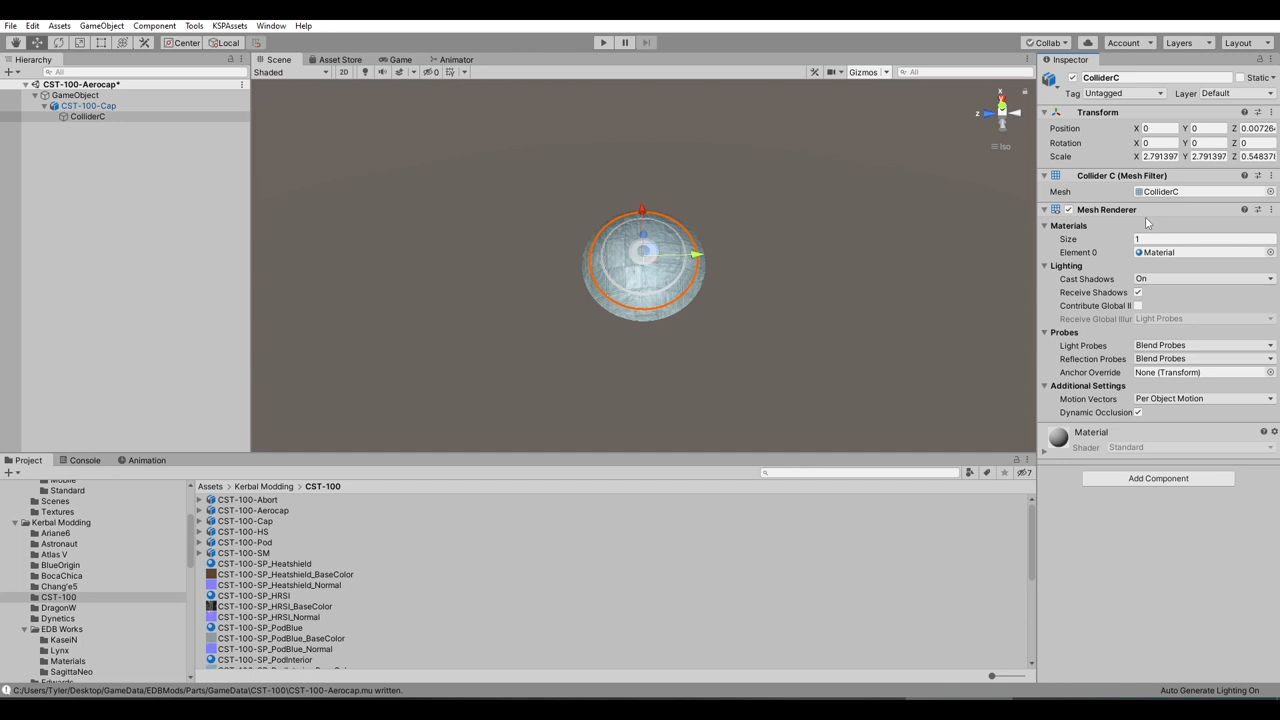 File Edit Assets GameObject Component Tools KSPAssets Window Help
Center Local Collab Account Layers Layout
Hierarchy
All
CST-100-Aerocap*
GameObject
CST-100-Cap
ColliderC
Scene Asset Store Game Animator
Shaded 2D 0 Gizmos All
x
z
Iso
Inspector
ColliderC Static
Tag Untagged Layer Default
Transform
Position X 0 Y 0 Z 0.00726
Rotation X 0 Y 0 Z 0
Scale X 2.791397 Y 2.791397 Z 0.54837
Collider C (Mesh Filter)
Mesh ColliderC
Mesh Renderer
Materials
Size 1
Element 0 Material
Lighting
Cast Shadows On
Receive Shadows
Contribute Global Il
Receive Global Illur Light Probes
Probes
Light Probes Blend Probes
Reflection Probes Blend Probes
Anchor Override None (Transform)
Additional Settings
Motion Vectors Per Object Motion
Dynamic Occlusion
Material
Shader Standard
Add Component
Project Console Animation
7
Mobile
Standard
Scenes
Textures
Kerbal Modding
Ariane6
Astronaut
Atlas V
BlueOrigin
BocaChica
Chang'e5
CST-100
DragonW
Dynetics
EDB Works
KaseiN
Lynx
Materials
SagittaNeo
Edwards
Assets Kerbal Modding CST-100
CST-100-Abort
CST-100-Aerocap
CST-100-Cap
CST-100-HS
CST-100-Pod
CST-100-SM
CST-100-SP_Heatshield
CST-100-SP_Heatshield_BaseColor
CST-100-SP_Heatshield_Normal
CST-100-SP_HRSI
CST-100-SP_HRSI_BaseColor
CST-100-SP_HRSI_Normal
CST-100-SP_PodBlue
CST-100-SP_PodBlue_BaseColor
CST-100-SP_PodBlue_Normal
CST-100-SP_PodInterior
C:/Users/Tyler/Desktop/GameData/EDBMods/Parts/GameData\CST-100\CST-100-Aerocap.mu written.
Auto Generate Lighting On